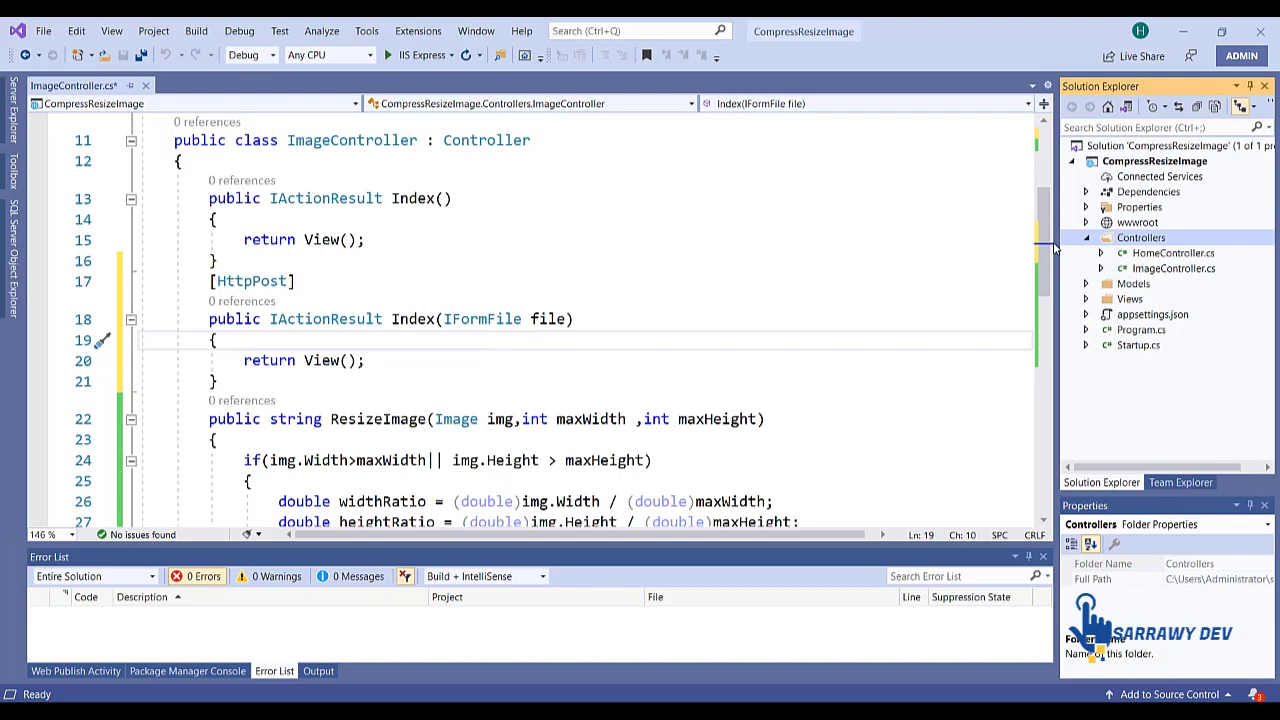 File Edit View Project Build Debug Test Analyze Tools Extensions Window Help Search (Ctrl+Q) CompressResizeImage H
Debug Any CPU IIS Express Live Share ADMIN
Server Explorer
Toolbox
SQL Server Object Explorer
ImageController.cs*
CompressResizeImage CompressResizeImage.Controllers.ImageController Index(IFormFile file)
0 references
11 public class ImageController : Controller
12 {
0 references
13 public IActionResult Index()
14 {
15 return View();
16 }
17 [HttpPost]
0 references
18 public IActionResult Index(IFormFile file)
19 {
20 return View();
21 }
0 references
22 public string ResizeImage(Image img,int maxWidth ,int maxHeight)
23 {
24 if(img.Width>maxWidth|| img.Height > maxHeight)
25 {
26 double widthRatio = (double)img.Width / (double)maxWidth;
27 double heightRatio = (double)img.Height / (double)maxHeight;
146 % No issues found Ln: 19 Ch: 10 SPC CRLF
Error List
Entire Solution 0 Errors 0 Warnings 0 Messages Build + IntelliSense Search Error List
Code Description Project File Line Suppression State
Web Publish Activity Package Manager Console Error List Output
Solution Explorer
Search Solution Explorer (Ctrl+;)
Solution 'CompressResizeImage' (1 of 1 pr
CompressResizeImage
Connected Services
Dependencies
Properties
wwwroot
Controllers
HomeController.cs
ImageController.cs
Models
Views
appsettings.json
Program.cs
Startup.cs
Solution Explorer Team Explorer
Properties
Controllers Folder Properties
Folder Name Controllers
Full Path C:\Users\Administrator\s
SARRAWY DEV
Name of this folder.
Ready Add to Source Control 3